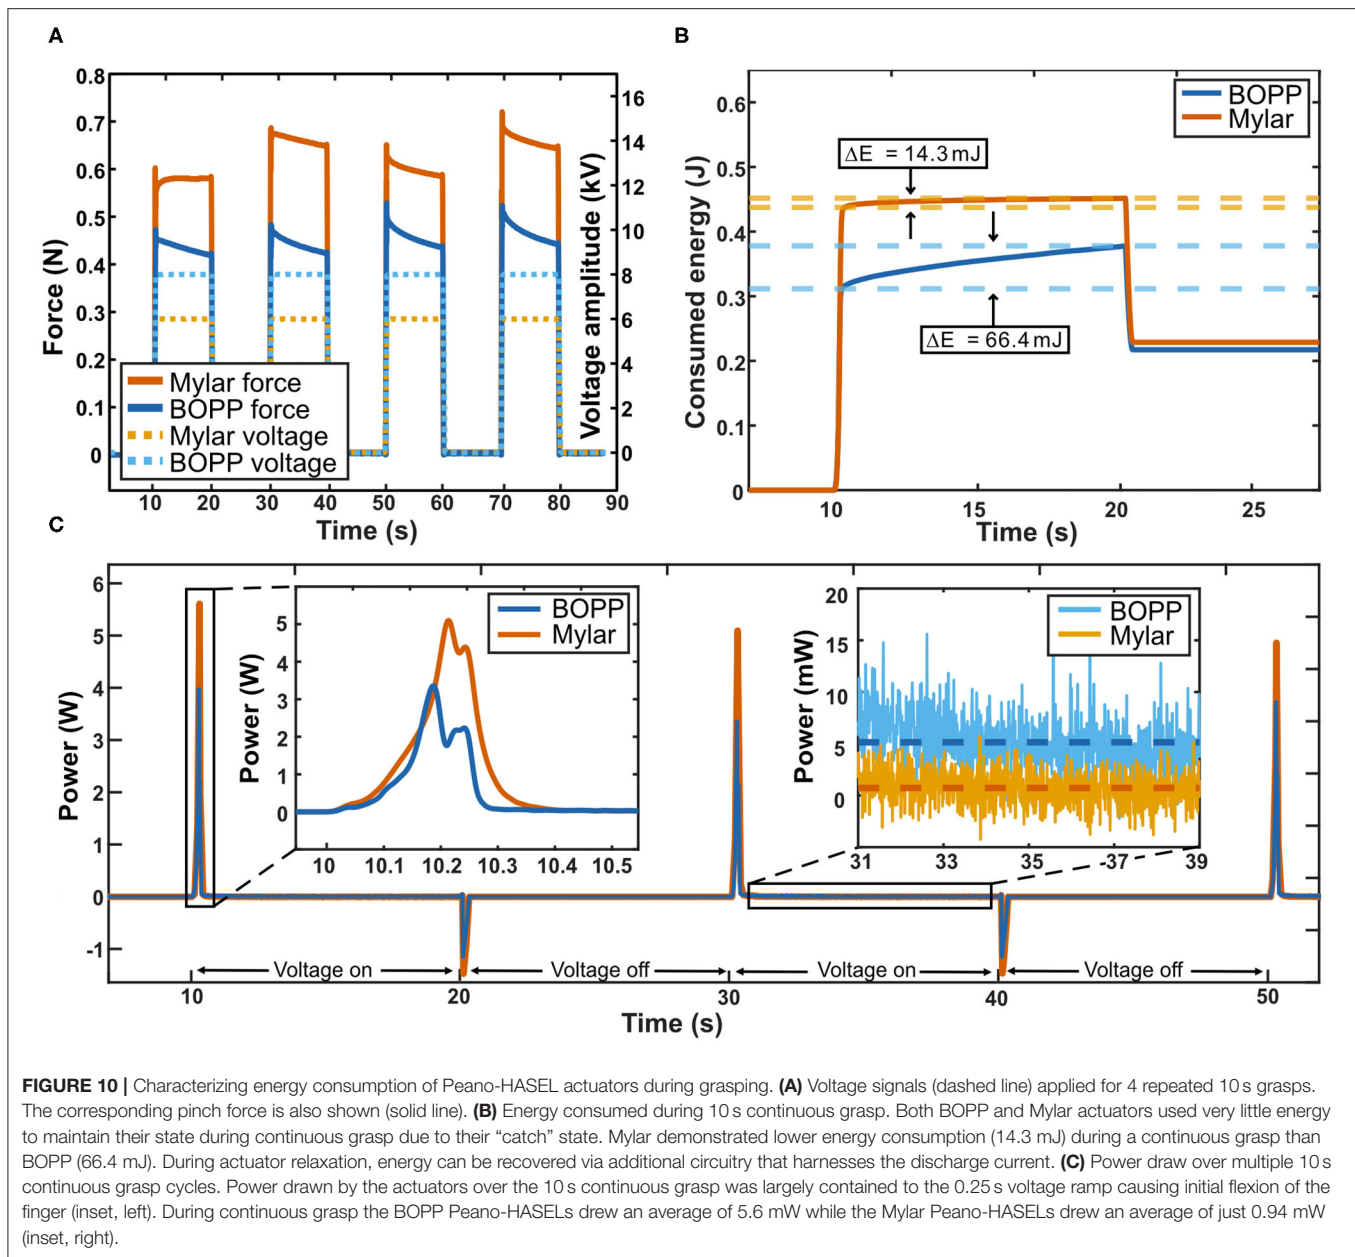 A
0.8
0.7
0.6
0.5
0.4
0.3
0.2
0.1
0
Force (N)
16
14
12
10
8
6
4
2
0
Voltage amplitude (kV)
Mylar force
BOPP force
Mylar voltage
BOPP voltage
10 20 30 40 50 60 70 80 90
Time (s)
B
0.6
0.5
0.4
0.3
0.2
0.1
0
Consumed energy (J)
BOPP
Mylar
ΔE = 14.3 mJ
ΔE = 66.4 mJ
10 15 20 25
Time (s)
C
6
5
4
3
2
1
0
-1
Power (W)
5
4
3
2
1
0
Power (W)
BOPP
Mylar
10 10.1 10.2 10.3 10.4 10.5
20
15
10
5
0
Power (mW)
BOPP
Mylar
31 33 35 37 39
Voltage on Voltage off Voltage on Voltage off
10 20 30 40 50
Time (s)
FIGURE 10 | Characterizing energy consumption of Peano-HASEL actuators during grasping. (A) Voltage signals (dashed line) applied for 4 repeated 10 s grasps.
The corresponding pinch force is also shown (solid line). (B) Energy consumed during 10 s continuous grasp. Both BOPP and Mylar actuators used very little energy
to maintain their state during continuous grasp due to their “catch” state. Mylar demonstrated lower energy consumption (14.3 mJ) during a continuous grasp than
BOPP (66.4 mJ). During actuator relaxation, energy can be recovered via additional circuitry that harnesses the discharge current. (C) Power draw over multiple 10 s
continuous grasp cycles. Power drawn by the actuators over the 10 s continuous grasp was largely contained to the 0.25 s voltage ramp causing initial flexion of the
finger (inset, left). During continuous grasp the BOPP Peano-HASELs drew an average of 5.6 mW while the Mylar Peano-HASELs drew an average of just 0.94 mW
(inset, right).